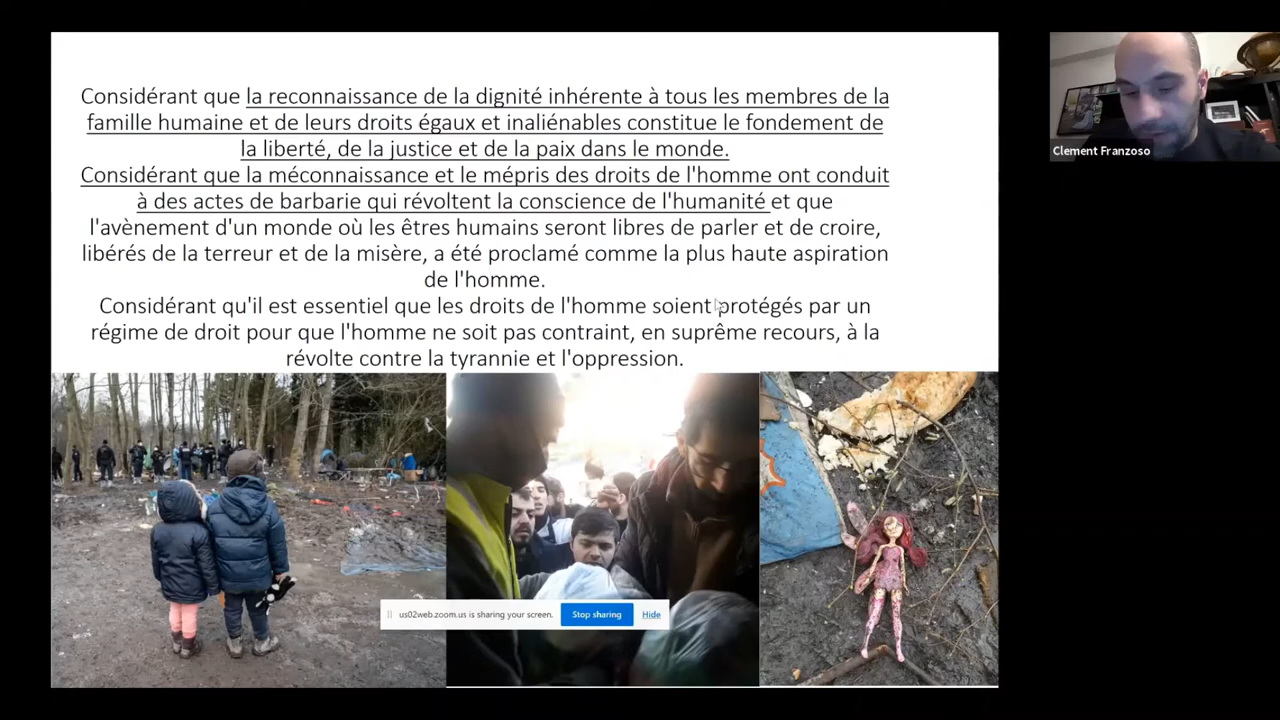 Considérant que la reconnaissance de la dignité inhérente à tous les membres de la
famille humaine et de leurs droits égaux et inaliénables constitue le fondement de
la liberté, de la justice et de la paix dans le monde.
Considérant que la méconnaissance et le mépris des droits de l'homme ont conduit
à des actes de barbarie qui révoltent la conscience de l'humanité et que
l'avènement d'un monde où les êtres humains seront libres de parler et de croire,
libérés de la terreur et de la misère, a été proclamé comme la plus haute aspiration
de l'homme.
Considérant qu'il est essentiel que les droits de l'homme soient protégés par un
régime de droit pour que l'homme ne soit pas contraint, en suprême recours, à la
révolte contre la tyrannie et l'oppression.
Clement Franzoso
us02web.zoom.us is sharing your screen.
Stop sharing
Hide